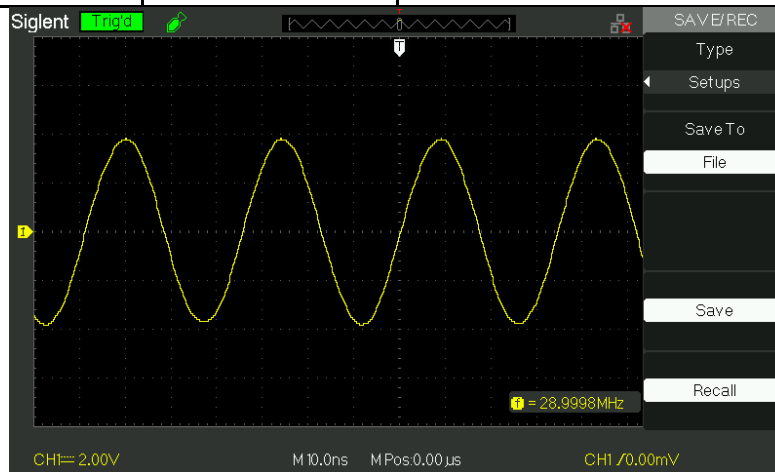 Siglent Trig'd SAVE/REC
T
Type
Setups
Save To
File
1
Save
Recall
f = 28.9998MHz
CH1 2.00V M 10.0ns M Pos:0.00µs CH1 /0.00mV